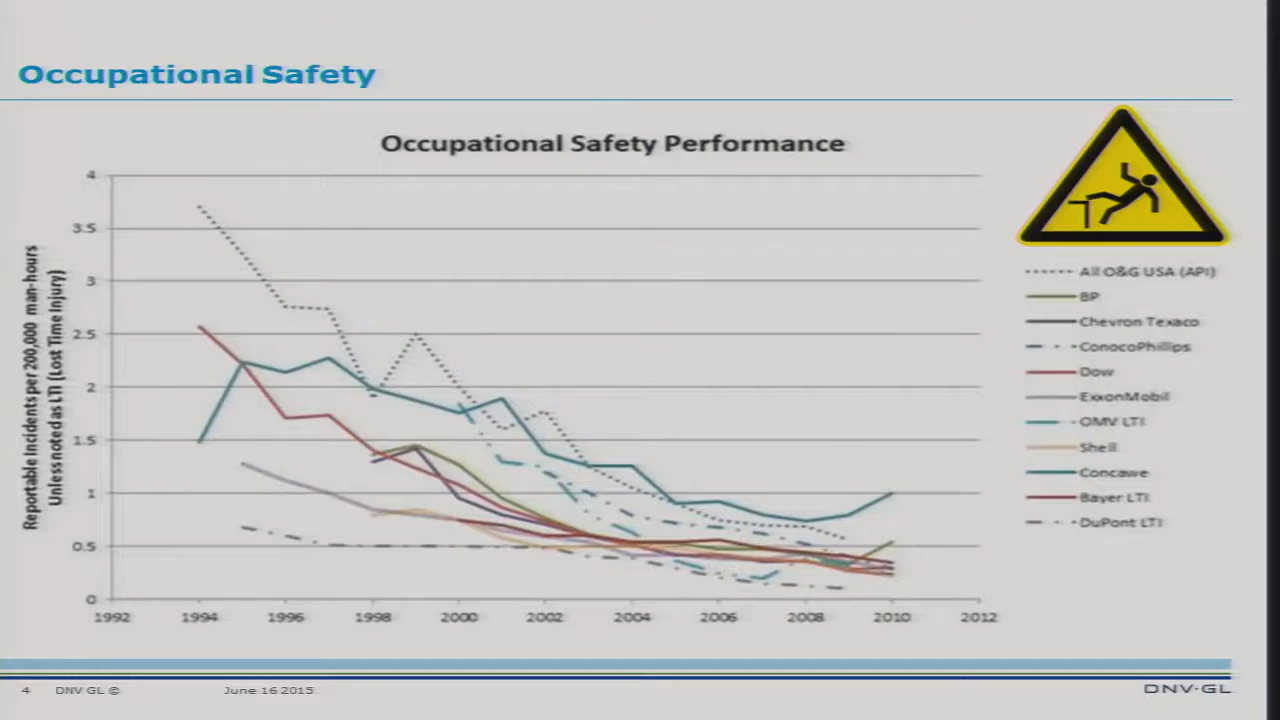 Occupational Safety
Occupational Safety Performance
Reportable Incidents per 200,000 man-hours
Unless noted as LTI (Lost Time Injury)
4
3.5
3
2.5
2
1.5
1
0.5
0
1992 1994 1996 1998 2000 2002 2004 2006 2008 2010 2012
All O&G USA (API)
BP
Chevron Texaco
ConocoPhillips
Dow
ExxonMobil
OMV LTI
Shell
Concawe
Bayer LTI
DuPont LTI
4 DNV GL © June 16 2015
DNV·GL